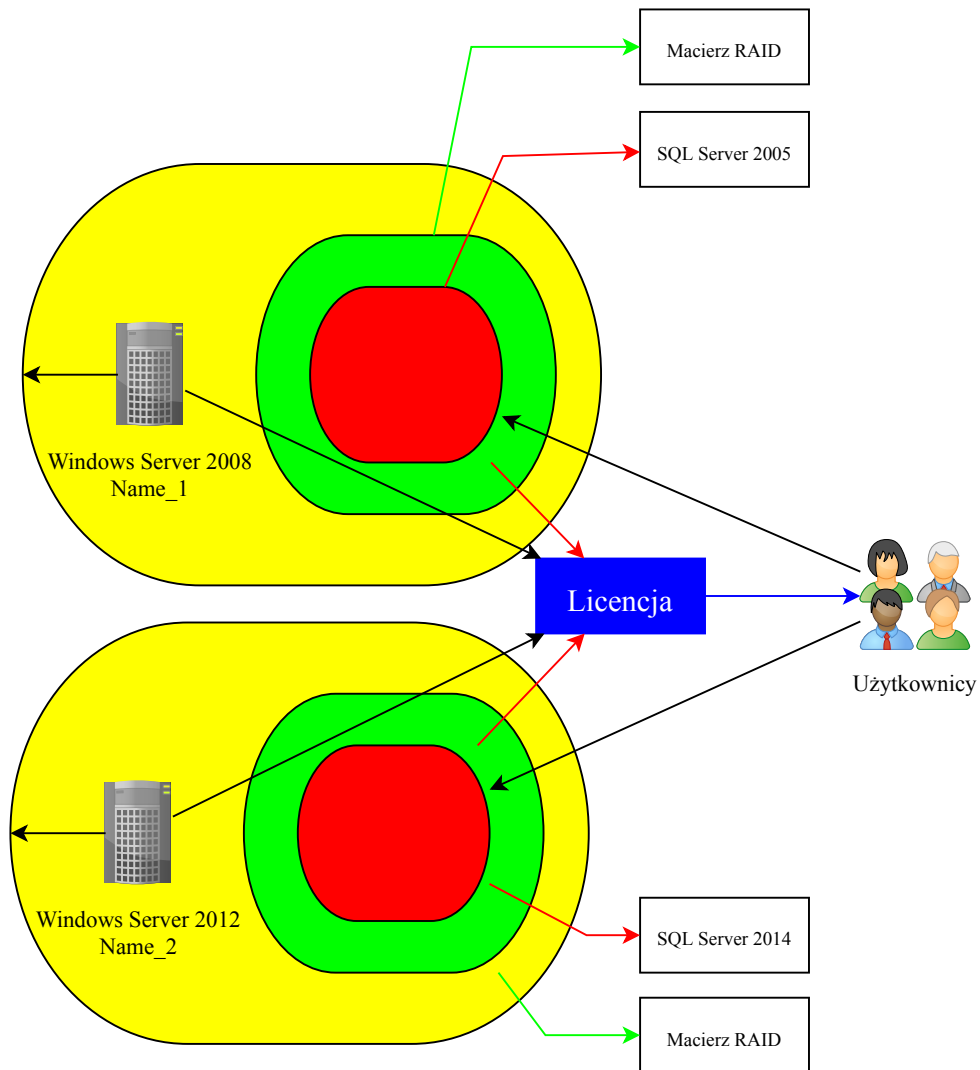 Macierz RAID
SQL Server 2005
Windows Server 2008
Name_1
Licencja
Użytkownicy
Windows Server 2012
Name_2
SQL Server 2014
Macierz RAID